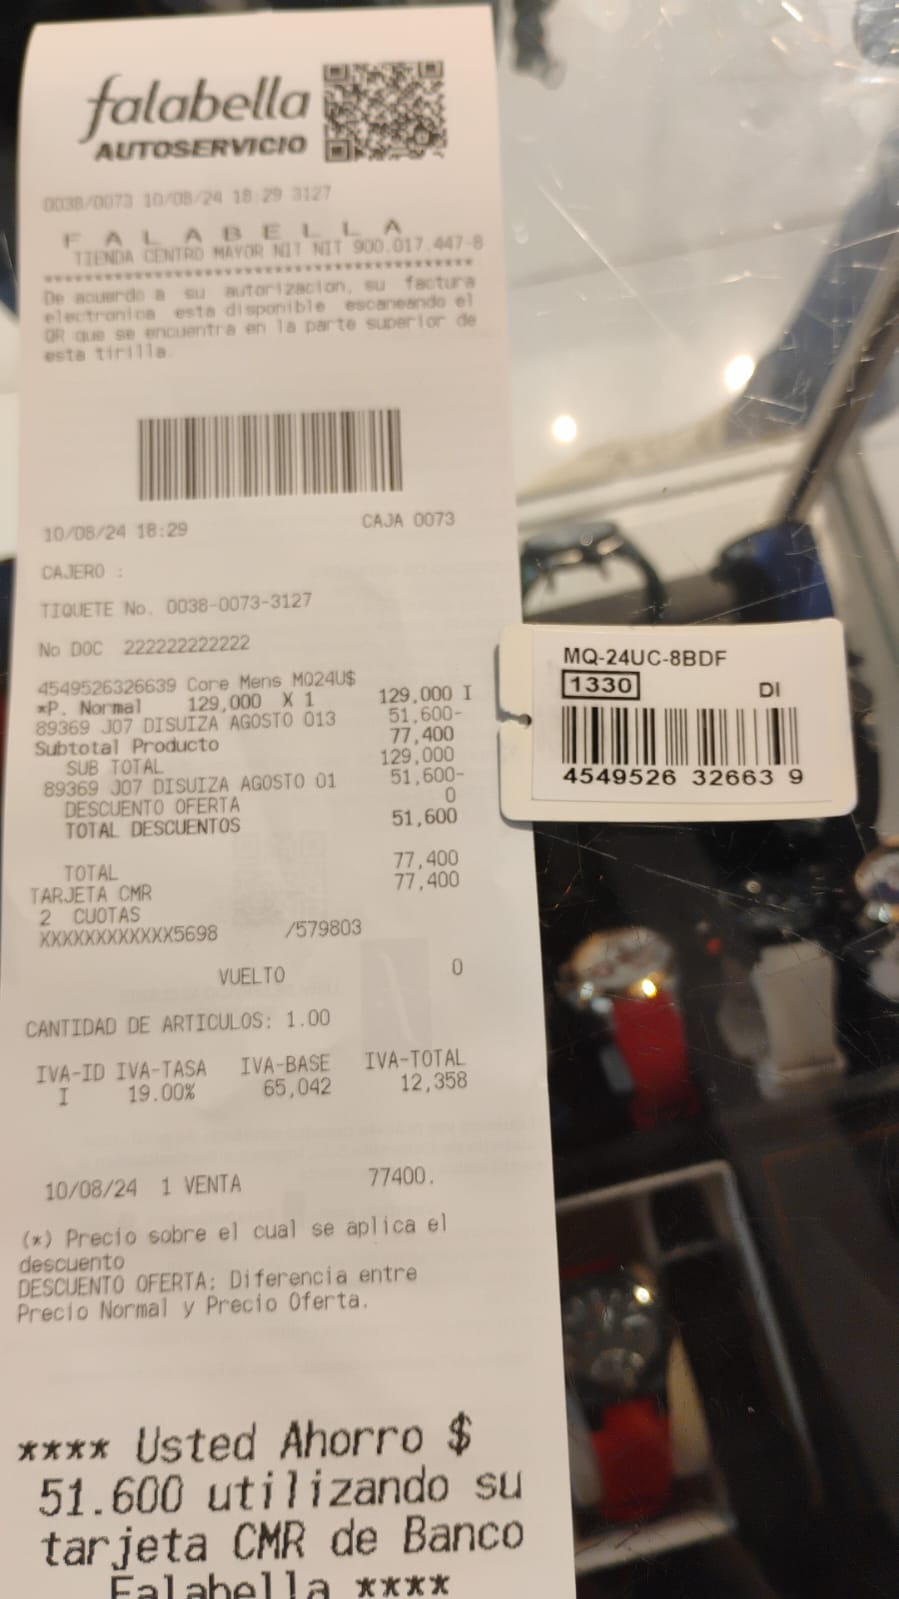 falabella
AUTOSERVICIO
0038/0073 10/08/24 18:29 3127
F A L A B E L L A
TIENDA CENTRO MAYOR NIT NIT 900.017.447-8
******************************************
De acuerdo a su autorizacion, su factura
electronica esta disponible escaneando el
QR que se encuentra en la parte superior de
esta tirilla.
10/08/24 18:29 CAJA 0073
CAJERO :
TIQUETE No. 0038-0073-3127
No DOC 222222222222
4549526326639 Core Mens MQ24U$
*P. Normal 129,000 X 1 129,000 I
89369 J07 DISUIZA AGOSTO 013 51,600-
Subtotal Producto 77,400
SUB TOTAL 129,000
89369 J07 DISUIZA AGOSTO 01 51,600-
DESCUENTO OFERTA 0
TOTAL DESCUENTOS 51,600
TOTAL 77,400
TARJETA CMR 77,400
2 CUOTAS
XXXXXXXXXXXX5698 /579803
VUELTO 0
CANTIDAD DE ARTICULOS: 1.00
IVA-ID IVA-TASA IVA-BASE IVA-TOTAL
I 19.00% 65,042 12,358
10/08/24 1 VENTA 77400.
(*) Precio sobre el cual se aplica el
descuento
DESCUENTO OFERTA: Diferencia entre
Precio Normal y Precio Oferta.
**** Usted Ahorro $
51.600 utilizando su
tarjeta CMR de Banco
Falabella ****
MQ-24UC-8BDF
1330 DI
4549526 32663 9